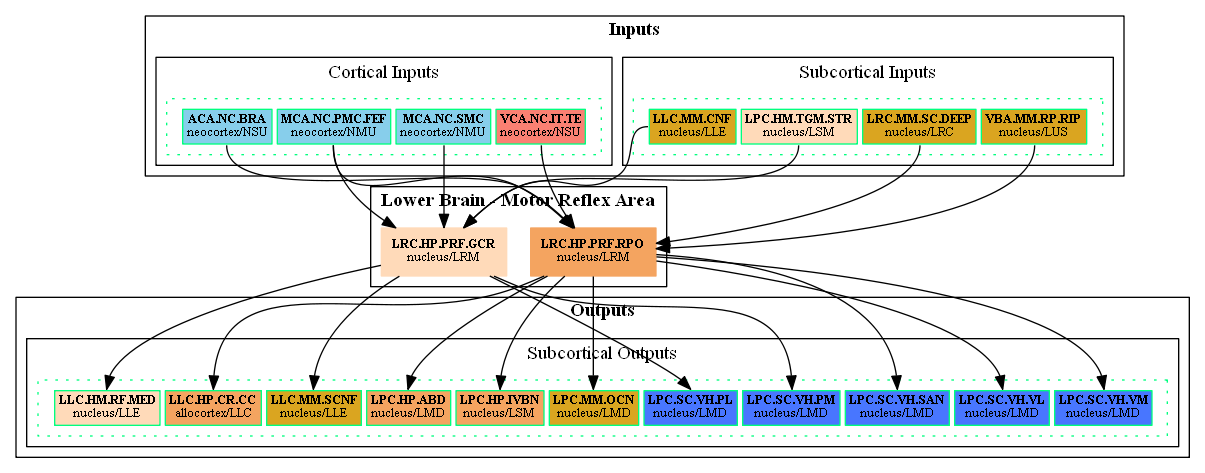 Inputs
Cortical Inputs
Subcortical Inputs
ACA.NC.BRA
neocortex/NSU
MCA.NC.PMC.FEF
neocortex/NMU
MCA.NC.SMC
neocortex/NMU
VCA.NC.IT.TE
neocortex/NSU
LLC.MM.CNF
nucleus/LLE
LPC.HM.TGM.STR
nucleus/LSM
LRC.MM.SC.DEEP
nucleus/LRC
VBA.MM.RP.RIP
nucleus/LUS
Lower Brain - Motor Reflex Area
LRC.HP.PRF.GCR
nucleus/LRM
LRC.HP.PRF.RPO
nucleus/LRM
Outputs
Subcortical Outputs
LLC.HM.RF.MED
nucleus/LLE
LLC.HP.CR.CC
allocortex/LLC
LLC.MM.SCNF
nucleus/LLE
LPC.HP.ABD
nucleus/LMD
LPC.HP.IVBN
nucleus/LSM
LPC.MM.OCN
nucleus/LMD
LPC.SC.VH.PL
nucleus/LMD
LPC.SC.VH.PM
nucleus/LMD
LPC.SC.VH.SAN
nucleus/LMD
LPC.SC.VH.VL
nucleus/LMD
LPC.SC.VH.VM
nucleus/LMD